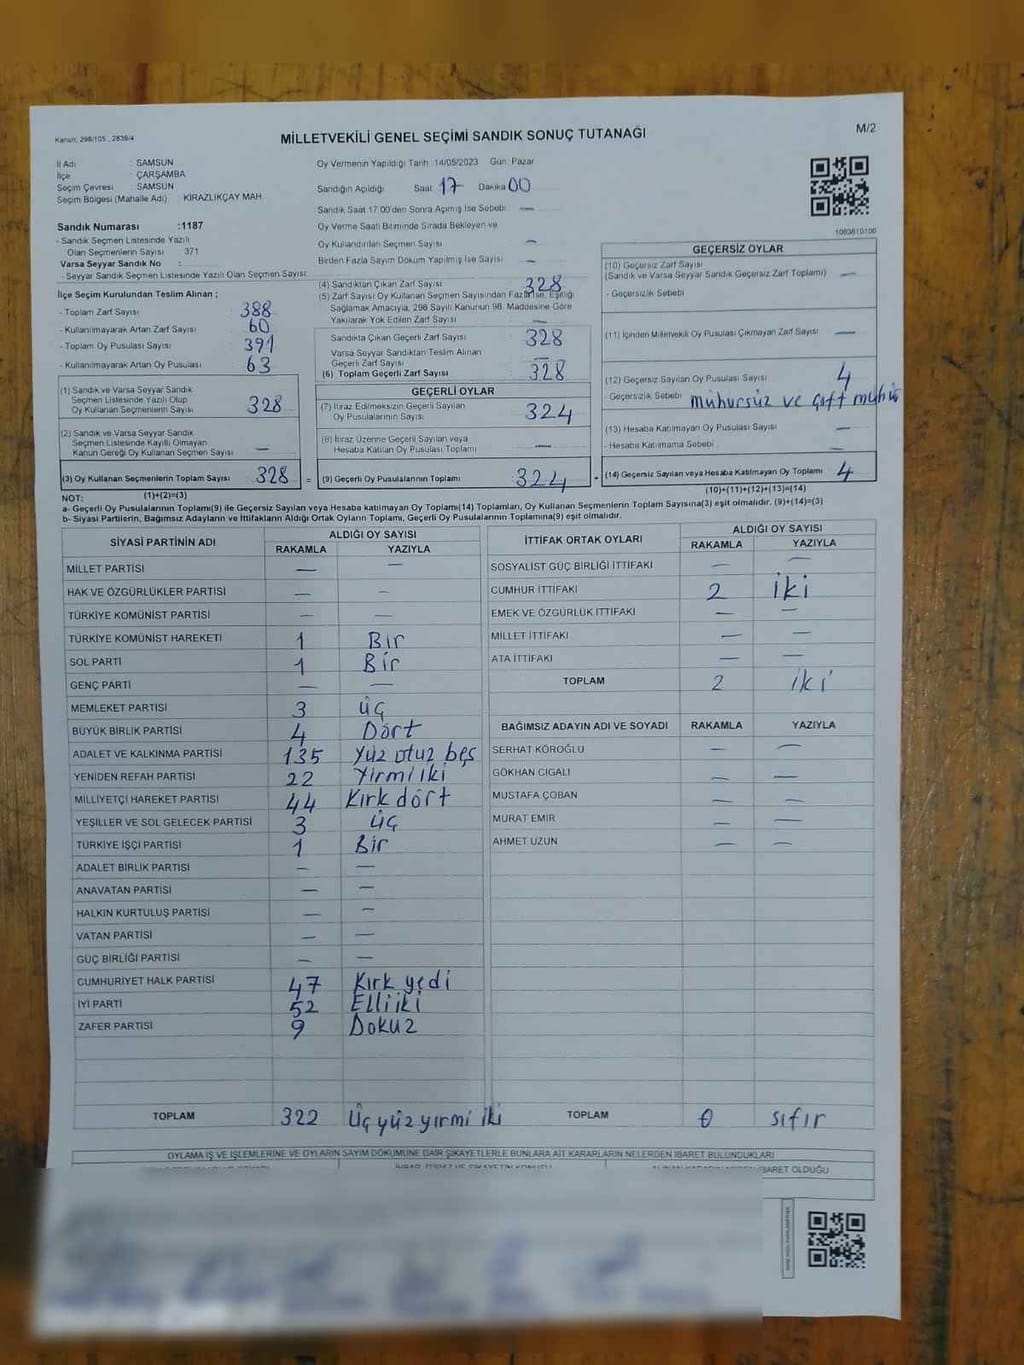 Kanun: 298/105 , 2839/4
MİLLETVEKİLİ GENEL SEÇİMİ SANDIK SONUÇ TUTANAĞI
M/2
İl Adı : SAMSUN
İlçe : ÇARŞAMBA
Seçim Çevresi : SAMSUN
Seçim Bölgesi (Mahalle Adı) : KIRAZLIKÇAY MAH.
Oy Vermenin Yapıldığı Tarih :14/05/2023 Gün: Pazar
Sandığın Açıldığı Saat 17 Dakika 00
Sandık Saat 17:00'den Sonra Açılmış İse Sebebi : —
Sandık Numarası :1187
- Sandık Seçmen Listesinde Yazılı
Olan Seçmenlerin Sayısı : 371
Varsa Seyyar Sandık No :
- Seyyar Sandık Seçmen Listesinde Yazılı Olan Seçmen Sayısı:
Oy Verme Saati Bitiminde Sırada Bekleyen ve
Oy Kullandırılan Seçmen Sayısı : —
Birden Fazla Sayım Döküm Yapılmış İse Sayısı : —
İlçe Seçim Kurulundan Teslim Alınan ;
- Toplam Zarf Sayısı : 388
- Kullanılmayarak Artan Zarf Sayısı : 60
- Toplam Oy Pusulası Sayısı : 391
- Kullanılmayarak Artan Oy Pusulası : 63
(1) Sandık ve Varsa Seyyar Sandık
Seçmen Listesinde Yazılı Olup
Oy Kullanan Seçmenlerin Sayısı : 328
(2) Sandık ve Varsa Seyyar Sandık
Seçmen Listesinde Kayıtlı Olmayan
Kanun Gereği Oy Kullanan Seçmen Sayısı : —
(3) Oy Kullanan Seçmenlerin Toplam Sayısı : 328
(4) Sandıktan Çıkan Zarf Sayısı : 328
(5) Zarf Sayısı Oy Kullanan Seçmen Sayısından Fazla İse, Eşitliği
Sağlamak Amacıyla, 298 Sayılı Kanunun 98. Maddesine Göre
Yakılarak Yok Edilen Zarf Sayısı : —
Sandıkta Çıkan Geçerli Zarf Sayısı : 328
Varsa Seyyar Sandıktan Teslim Alınan
Geçerli Zarf Sayısı : —
(6) Toplam Geçerli Zarf Sayısı : 328
GEÇERLİ OYLAR
(7) İtiraz Edilmeksizin Geçerli Sayılan
Oy Pusulalarının Sayısı : 324
(8) İtiraz Üzerine Geçerli Sayılan veya
Hesaba Katılan Oy Pusulası Toplamı : —
= (9) Geçerli Oy Pusulalarının Toplamı : 324
1083610100
GEÇERSİZ OYLAR
(10) Geçersiz Zarf Sayısı
(Sandık ve Varsa Seyyar Sandık Geçersiz Zarf Toplamı) : —
- Geçersizlik Sebebi :
(11) İçinden Milletvekili Oy Pusulası Çıkmayan Zarf Sayısı : —
(12) Geçersiz Sayılan Oy Pusulası Sayısı : 4
- Geçersizlik Sebebi : mühürsüz ve çift mühür
(13) Hesaba Katılmayan Oy Pusulası Sayısı : —
- Hesaba Katılmama Sebebi : —
+ (14) Geçersiz Sayılan veya Hesaba Katılmayan Oy Toplamı : 4
NOT: (1)+(2)=(3) (10)+(11)+(12)+(13)=(14)
a- Geçerli Oy Pusulalarının Toplamı(9) ile Geçersiz Sayılan veya Hesaba katılmayan Oy Toplamı(14) Toplamları, Oy Kullanan Seçmenlerin Toplam Sayısına(3) eşit olmalıdır. (9)+(14)=(3)
b- Siyasi Partilerin, Bağımsız Adayların ve İttifakların Aldığı Ortak Oyların Toplamı, Geçerli Oy Pusulalarının Toplamına(9) eşit olmalıdır.
SİYASİ PARTİNİN ADI ALDIĞI OY SAYISI
RAKAMLA YAZIYLA
MİLLET PARTİSİ — —
HAK VE ÖZGÜRLÜKLER PARTİSİ — —
TÜRKİYE KOMÜNİST PARTİSİ — —
TÜRKİYE KOMÜNİST HAREKETİ 1 Bir
SOL PARTİ 1 Bir
GENÇ PARTİ — —
MEMLEKET PARTİSİ 3 üç
BÜYÜK BİRLİK PARTİSİ 4 Dört
ADALET VE KALKINMA PARTİSİ 135 Yüz otuz beş
YENİDEN REFAH PARTİSİ 22 Yirmi iki
MİLLİYETÇİ HAREKET PARTİSİ 44 Kırk dört
YEŞİLLER VE SOL GELECEK PARTİSİ 3 üç
TÜRKİYE İŞÇİ PARTİSİ 1 Bir
ADALET BİRLİK PARTİSİ — —
ANAVATAN PARTİSİ — —
HALKIN KURTULUŞ PARTİSİ — —
VATAN PARTİSİ — —
GÜÇ BİRLİĞİ PARTİSİ — —
CUMHURİYET HALK PARTİSİ 47 Kırk yedi
İYİ PARTİ 52 Elli iki
ZAFER PARTİSİ 9 Dokuz
TOPLAM 322 Üç yüz yirmi iki
İTTİFAK ORTAK OYLARI ALDIĞI OY SAYISI
RAKAMLA YAZIYLA
SOSYALİST GÜÇ BİRLİĞİ İTTİFAKI — —
CUMHUR İTTİFAKI 2 iki
EMEK VE ÖZGÜRLÜK İTTİFAKI — —
MİLLET İTTİFAKI — —
ATA İTTİFAKI — —
TOPLAM 2 iki
BAĞIMSIZ ADAYIN ADI VE SOYADI RAKAMLA YAZIYLA
SERHAT KÖROĞLU — —
GÖKHAN CIGALI — —
MUSTAFA ÇOBAN — —
MURAT EMİR — —
AHMET UZUN — —
TOPLAM 0 sıfır
OYLAMA İŞ VE İŞLEMLERİNE VE OYLARIN SAYIM DÖKÜMÜNE DAİR ŞİKAYETLERLE BUNLARA AİT KARARLARIN NELERDEN İBARET BULUNDUKLARI
İBARET OLDUĞU